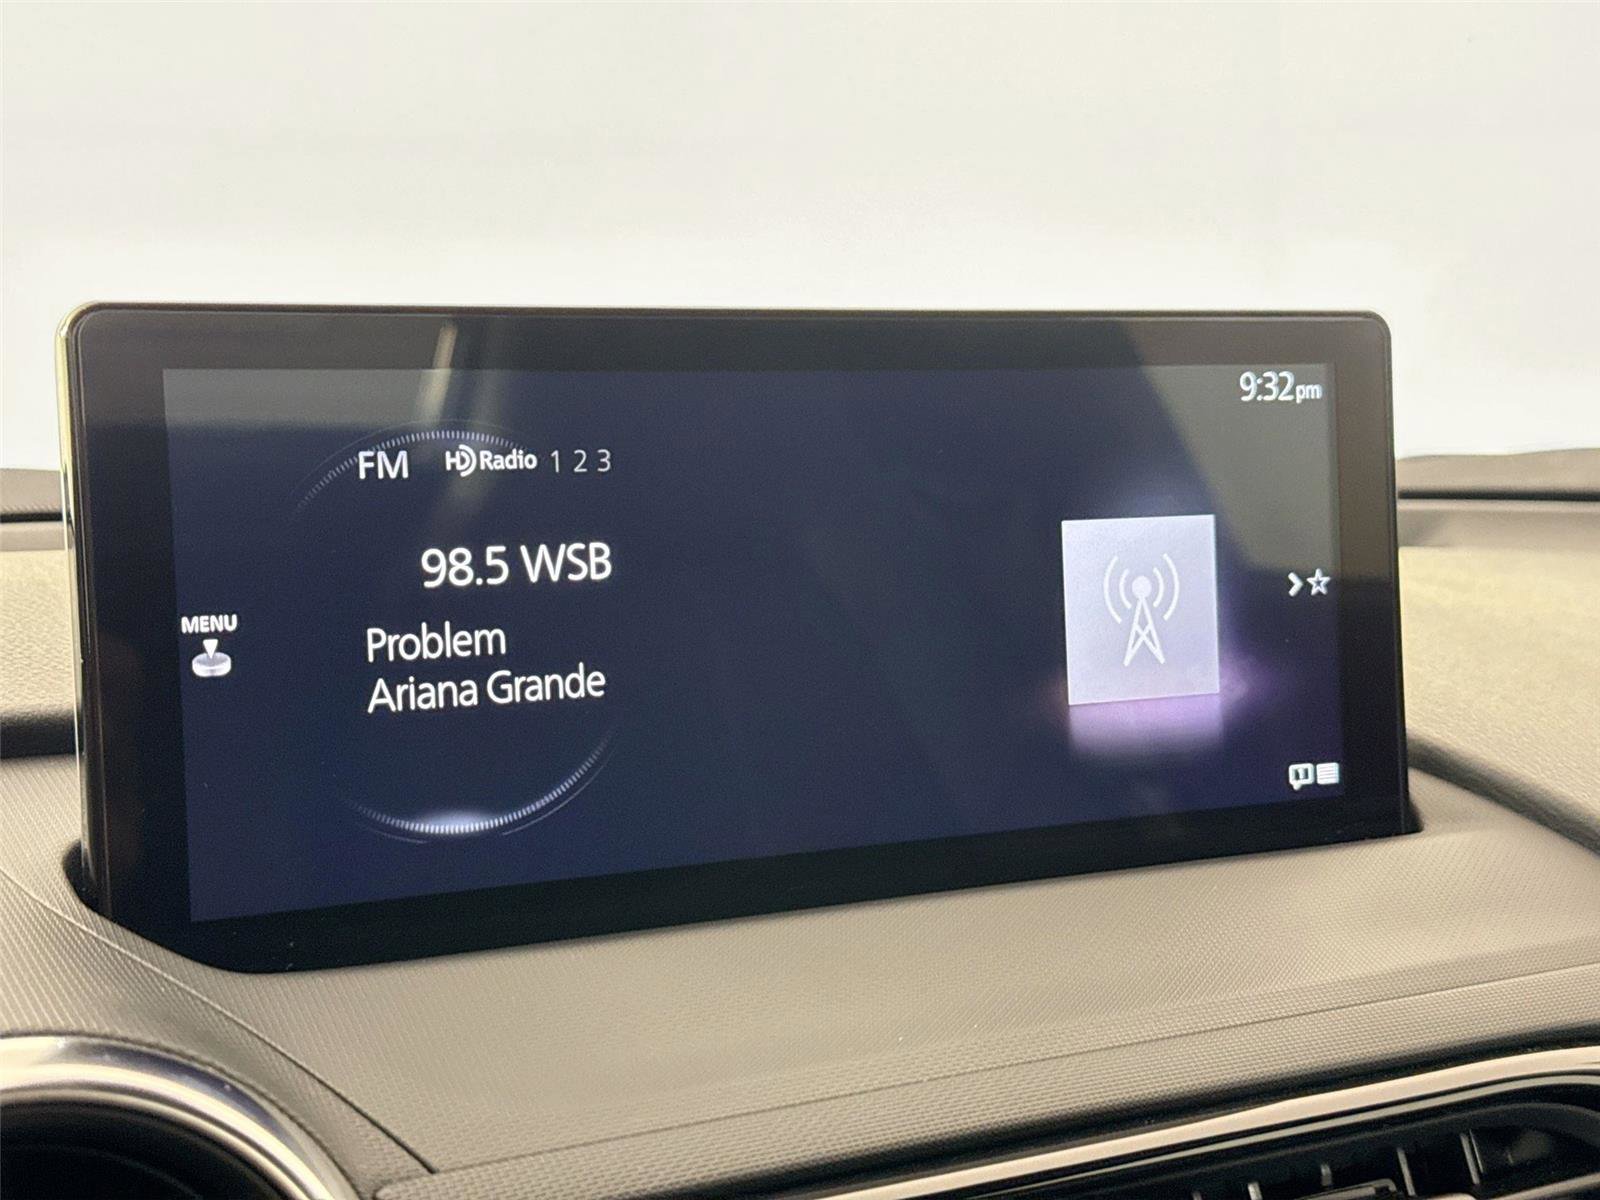 9:32pm
FM HD Radio 1 2 3
98.5 WSB
MENU
Problem
Ariana Grande